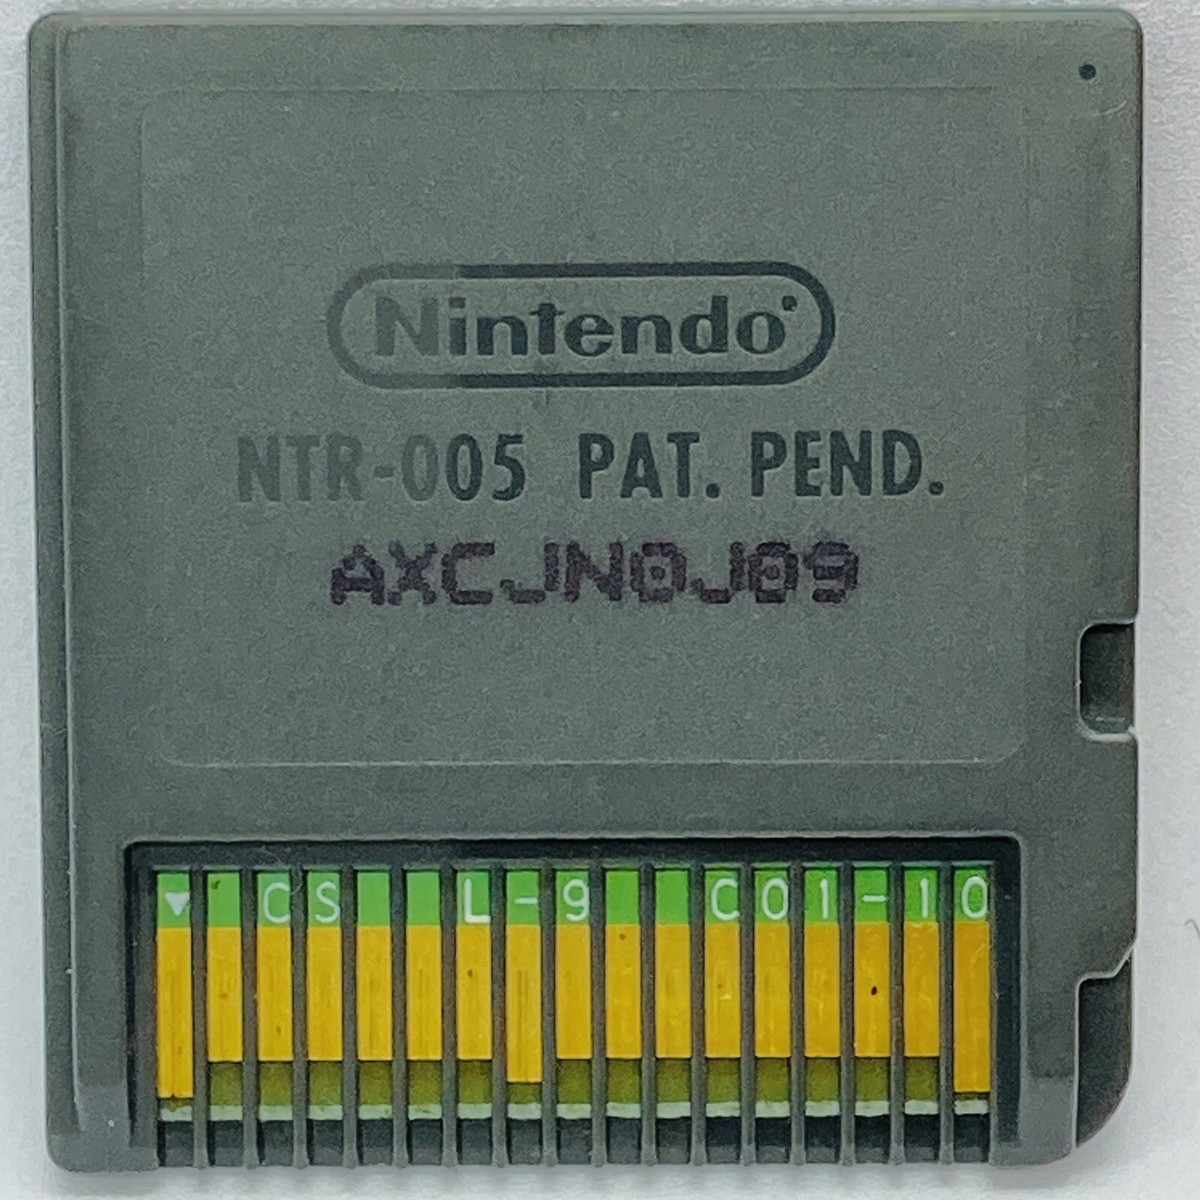 Nintendo
NTR-005 PAT. PEND.
AXCJN0J09
CS L-9 C01-10